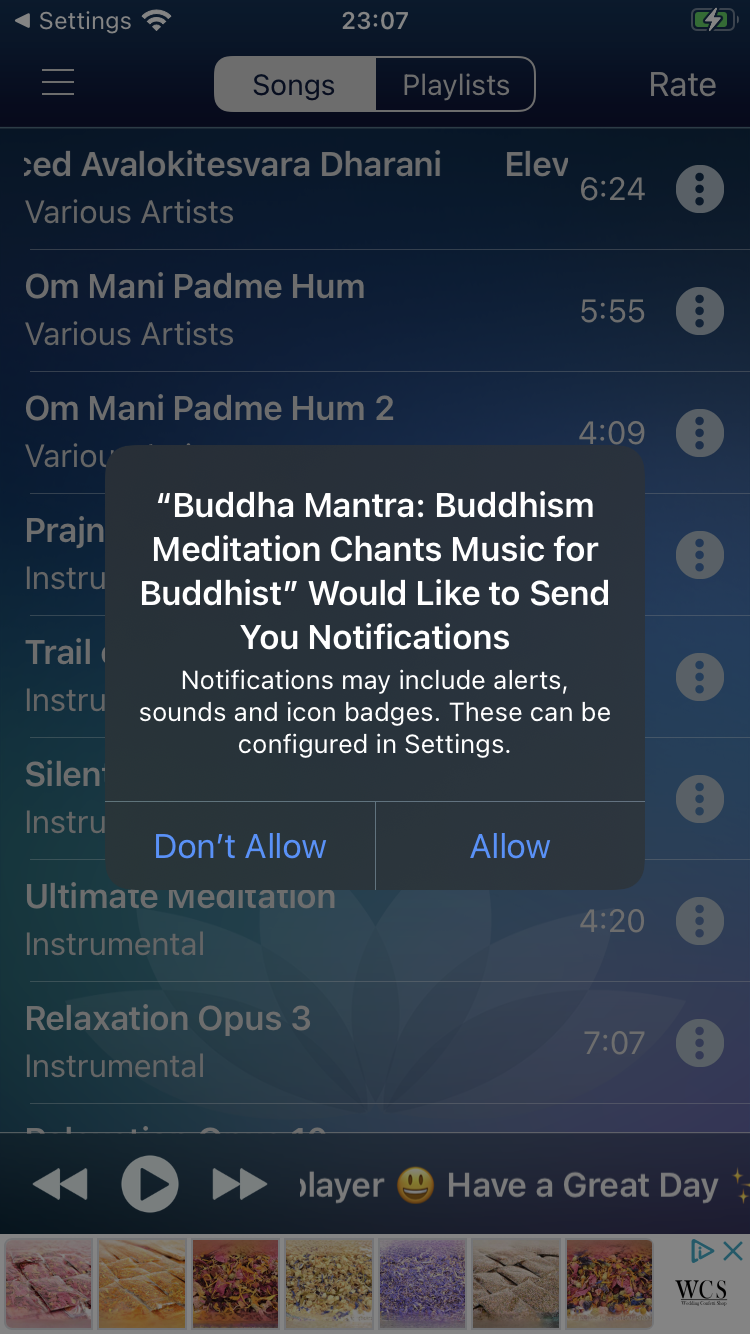 Settings
23:07
Songs
Playlists
Rate
ced Avalokitesvara Dharani
Elev
6:24
Various Artists
Om Mani Padme Hum
5:55
Various Artists
Om Mani Padme Hum 2
4:09
Variou
Prajn
Instru
Trail
Instru
Silent
Instru
“Buddha Mantra: Buddhism
Meditation Chants Music for
Buddhist” Would Like to Send
You Notifications
Notifications may include alerts,
sounds and icon badges. These can be
configured in Settings.
Don’t Allow
Allow
Ultimate Meditation
4:20
Instrumental
Relaxation Opus 3
7:07
Instrumental
player 😃 Have a Great Day ✨
WCS
Wedding Confetti Shop